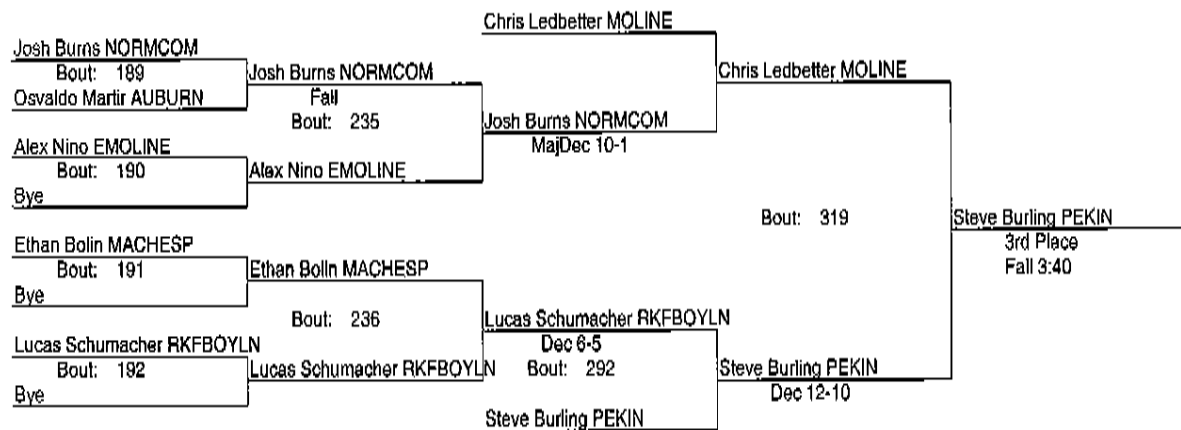 Chris Ledbetter MOLINE
Josh Burns NORMCOM
Bout: 189
Josh Burns NORMCOM
Chris Ledbetter MOLINE
Osvaldo Martir AUBURN
Fall
Bout: 235
Josh Burns NORMCOM
MajDec 10-1
Alex Nino EMOLINE
Bout: 190
Alex Nino EMOLINE
Bye
Bout: 319
Steve Burling PEKIN
3rd Place
Fall 3:40
Ethan Bolin MACHESP
Bout: 191
Ethan Bolin MACHESP
Bye
Bout: 236
Lucas Schumacher RKFBOYLN
Dec 6-5
Lucas Schumacher RKFBOYLN
Bout: 192
Lucas Schumacher RKFBOYLN
Bout: 292
Steve Burling PEKIN
Dec 12-10
Bye
Steve Burling PEKIN